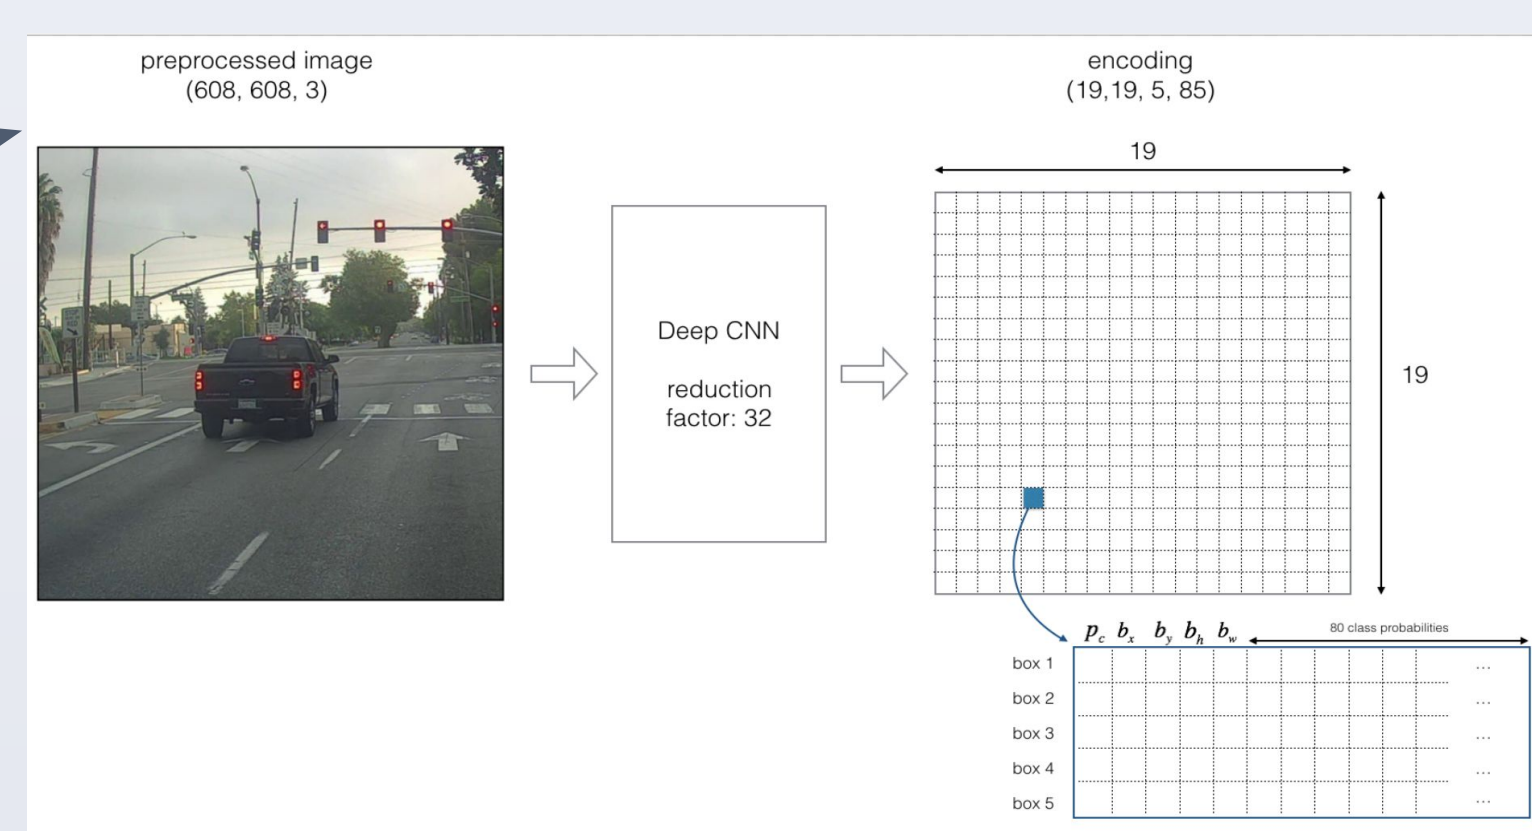 preprocessed image
(608, 608, 3)
encoding
(19,19, 5, 85)
19
19
Deep CNN
reduction
factor: 32
p_c b_x b_y b_h b_w
80 class probabilities
box 1 ...
box 2 ...
box 3 ...
box 4 ...
box 5 ...